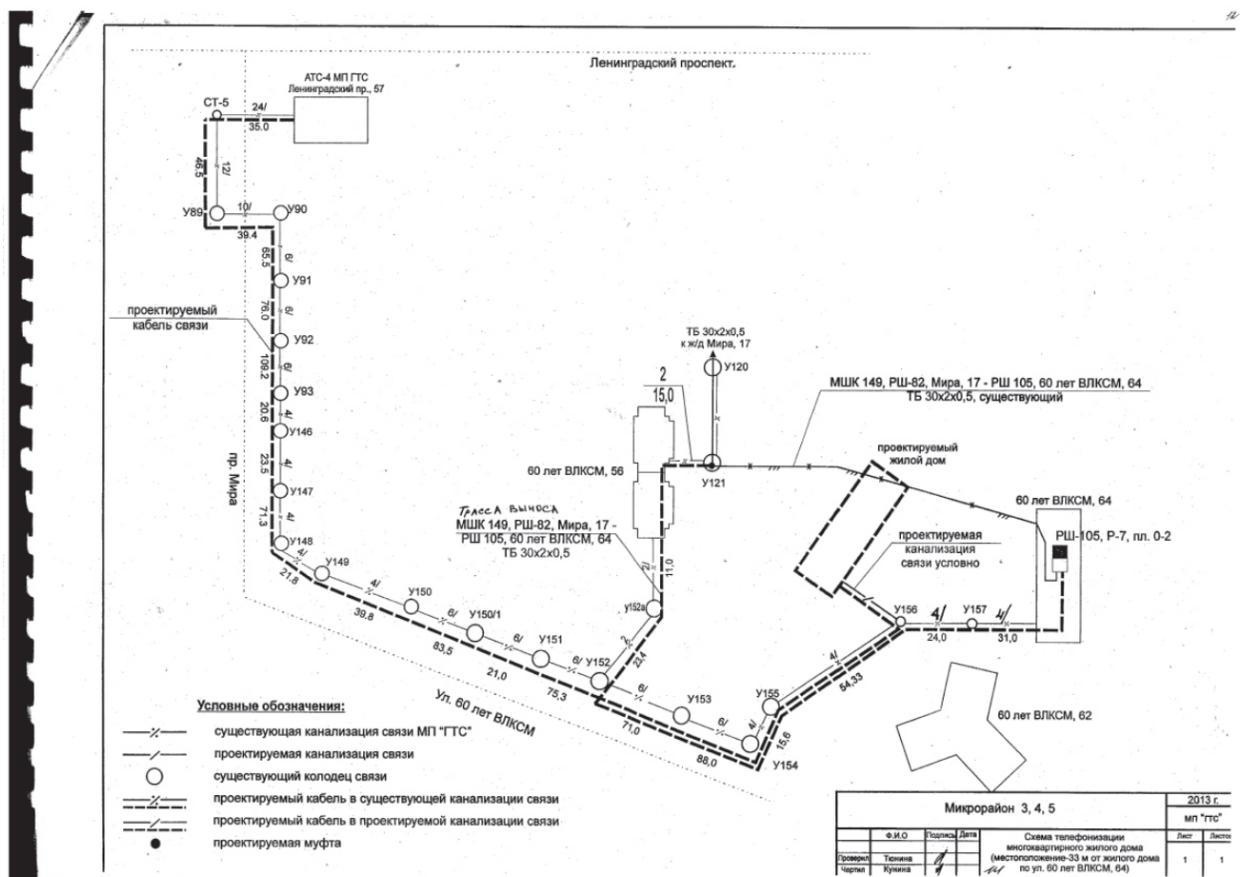 12
Ленинградский проспект.
АТС-4 МП ГТС
Ленинградский пр., 57
СТ-5
24/
35.0
46.5
12/
У89
10/
У90
39.4
65.5
6/
У91
76.0
6/
проектируемый
кабель связи
У92
109.2
6/
У93
20.6
4/
У146
23.5
4/
У147
71.3
4/
У148
пр. Мира
4/
У149
21.8
4/
У150
39.8
6/
У150/1
83,5
6/
У151
21,0
6/
У152
75,3
Ул. 60 лет ВЛКСМ
ТБ 30х2х0,5
к ж/д Мира, 17
У120
2
15,0
У121
МШК 149, РШ-82, Мира, 17 - РШ 105, 60 лет ВЛКСМ, 64
ТБ 30х2х0,5, существующий
60 лет ВЛКСМ, 56
проектируемый
жилой дом
60 лет ВЛКСМ, 64
РШ-105, Р-7, пл. 0-2
Трасса выноса
МШК 149, РШ-82, Мира, 17 -
РШ 105, 60 лет ВЛКСМ, 64
ТБ 30х2х0,5
2/
11,0
у152а
2
23,4
проектируемая
канализация
связи условно
У156
4/
24,0
У157
4/
31,0
4/
54,33
6/
У153
71,0
6/
У155
4/
15,6
88,0
У154
60 лет ВЛКСМ, 62
Условные обозначения:
существующая канализация связи МП "ГТС"
проектируемая канализация связи
существующий колодец связи
проектируемый кабель в существующей канализации связи
проектируемый кабель в проектируемой канализации связи
проектируемая муфта
Микрорайон 3, 4, 5
2013 г.
МП "ГТС"
Ф.И.О
Подпись
Дата
Схема телефонизации
многоквартирного жилого дома
(местоположение-33 м от жилого дома
по ул. 60 лет ВЛКСМ, 64)
Лист
Листов
Проверил
Тюнина
1
1
Чертил
Кунина